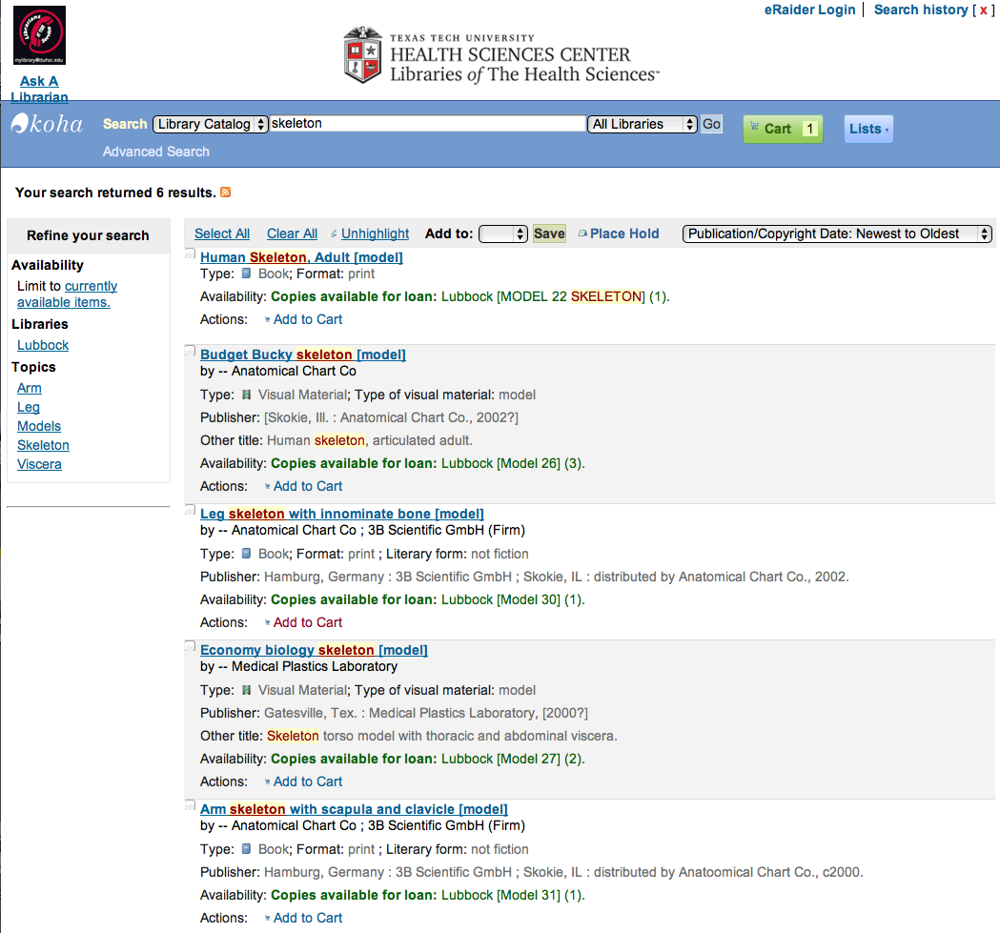 eRaider Login | Search history [ x ]
Librarians @ Your Service
mylibrary@ttuhsc.edu
Ask A
Librarian
TEXAS TECH UNIVERSITY
HEALTH SCIENCES CENTER
Libraries of The Health Sciences™
koha
Search Library Catalog skeleton All Libraries Go Cart 1 Lists
Advanced Search
Your search returned 6 results.
Refine your search
Availability
Limit to currently
available items.
Libraries
Lubbock
Topics
Arm
Leg
Models
Skeleton
Viscera
Select All Clear All Unhighlight Add to: Save Place Hold Publication/Copyright Date: Newest to Oldest
Human Skeleton, Adult [model]
Type: Book; Format: print
Availability: Copies available for loan: Lubbock [MODEL 22 SKELETON] (1).
Actions: Add to Cart
Budget Bucky skeleton [model]
by -- Anatomical Chart Co
Type: Visual Material; Type of visual material: model
Publisher: [Skokie, Ill. : Anatomical Chart Co., 2002?]
Other title: Human skeleton, articulated adult.
Availability: Copies available for loan: Lubbock [Model 26] (3).
Actions: Add to Cart
Leg skeleton with innominate bone [model]
by -- Anatomical Chart Co ; 3B Scientific GmbH (Firm)
Type: Book; Format: print ; Literary form: not fiction
Publisher: Hamburg, Germany : 3B Scientific GmbH ; Skokie, IL : distributed by Anatomical Chart Co., 2002.
Availability: Copies available for loan: Lubbock [Model 30] (1).
Actions: Add to Cart
Economy biology skeleton [model]
by -- Medical Plastics Laboratory
Type: Visual Material; Type of visual material: model
Publisher: Gatesville, Tex. : Medical Plastics Laboratory, [2000?]
Other title: Skeleton torso model with thoracic and abdominal viscera.
Availability: Copies available for loan: Lubbock [Model 27] (2).
Actions: Add to Cart
Arm skeleton with scapula and clavicle [model]
by -- Anatomical Chart Co ; 3B Scientific GmbH (Firm)
Type: Book; Format: print ; Literary form: not fiction
Publisher: Hamburg, Germany : 3B Scientific GmbH ; Skokie, IL : distributed by Anatoomical Chart Co., c2000.
Availability: Copies available for loan: Lubbock [Model 31] (1).
Actions: Add to Cart